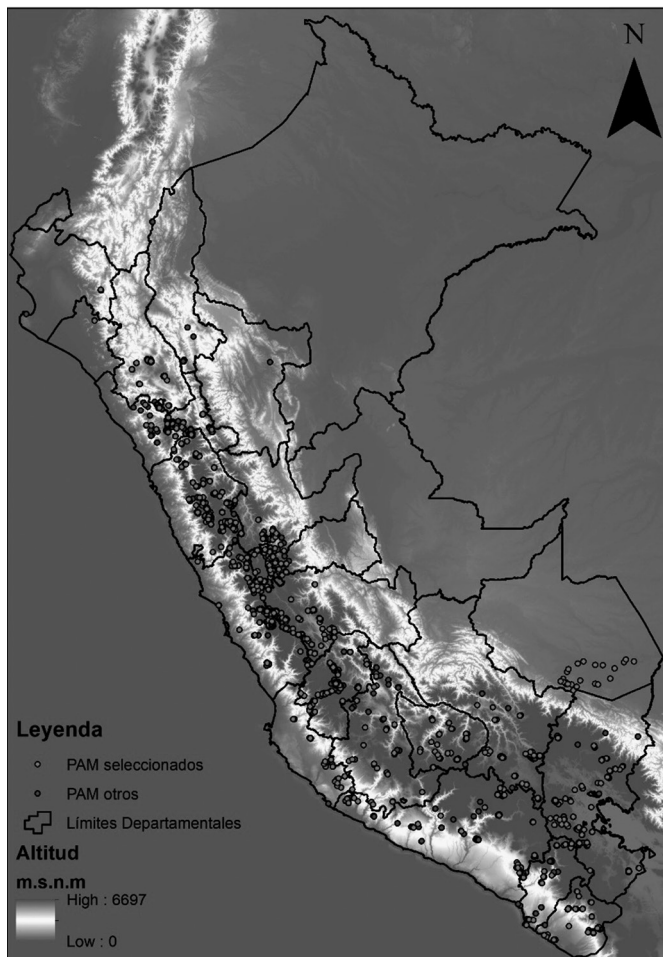 N
Leyenda
PAM seleccionados
PAM otros
Límites Departamentales
Altitud
m.s.n.m
High : 6697
Low : 0